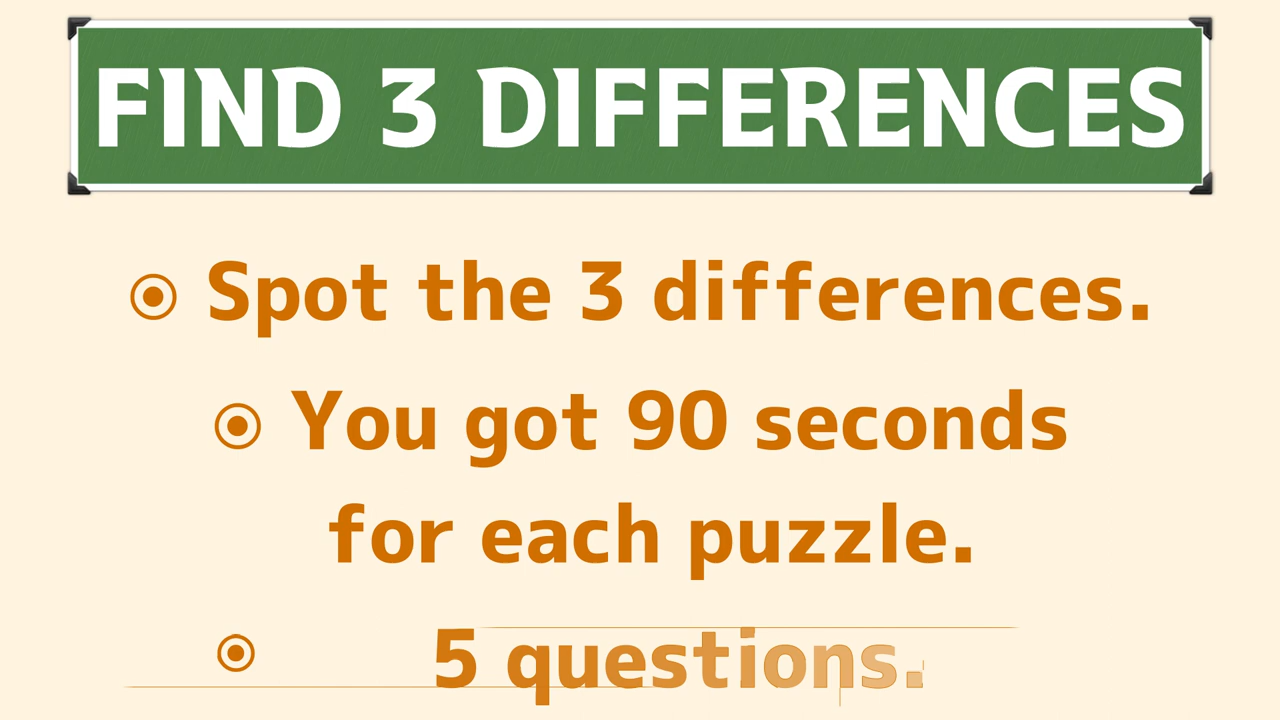 FIND 3 DIFFERENCES
◉ Spot the 3 differences.
◉ You got 90 seconds
for each puzzle.
◉ 5 questions.